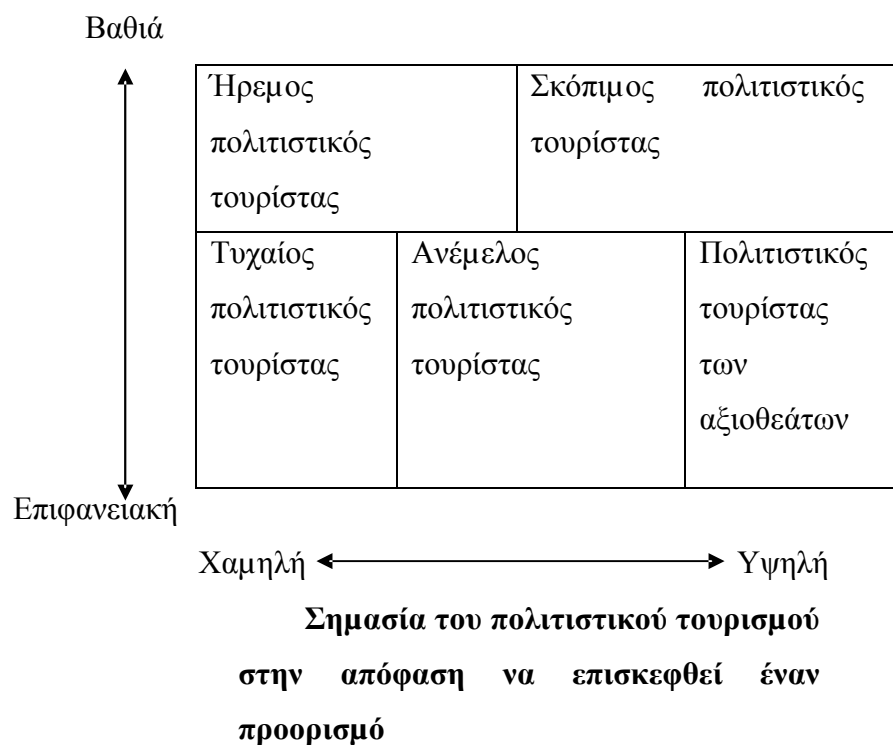 Βαθιά
Ήρεμος
πολιτιστικός
τουρίστας
Σκόπιμος πολιτιστικός
τουρίστας
Τυχαίος
πολιτιστικός
τουρίστας
Ανέμελος
πολιτιστικός
τουρίστας
Πολιτιστικός
τουρίστας
των
αξιοθεάτων
Επιφανειακή
Χαμηλή
Υψηλή
Σημασία του πολιτιστικού τουρισμού
στην απόφαση να επισκεφθεί έναν
προορισμό